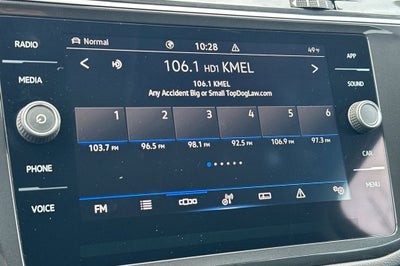 RADIO
MEDIA
PHONE
VOICE
Normal
10:28
49°F
106.1 HD1 KMEL
106.1 KMEL
Any Accident Big or Small TopDogLaw.com
1 2 3 4 5 6
103.7 FM 96.5 FM 98.1 FM 92.5 FM 106.9 FM 97.3 FM
FM
APP
SOUND
CAR
MENU